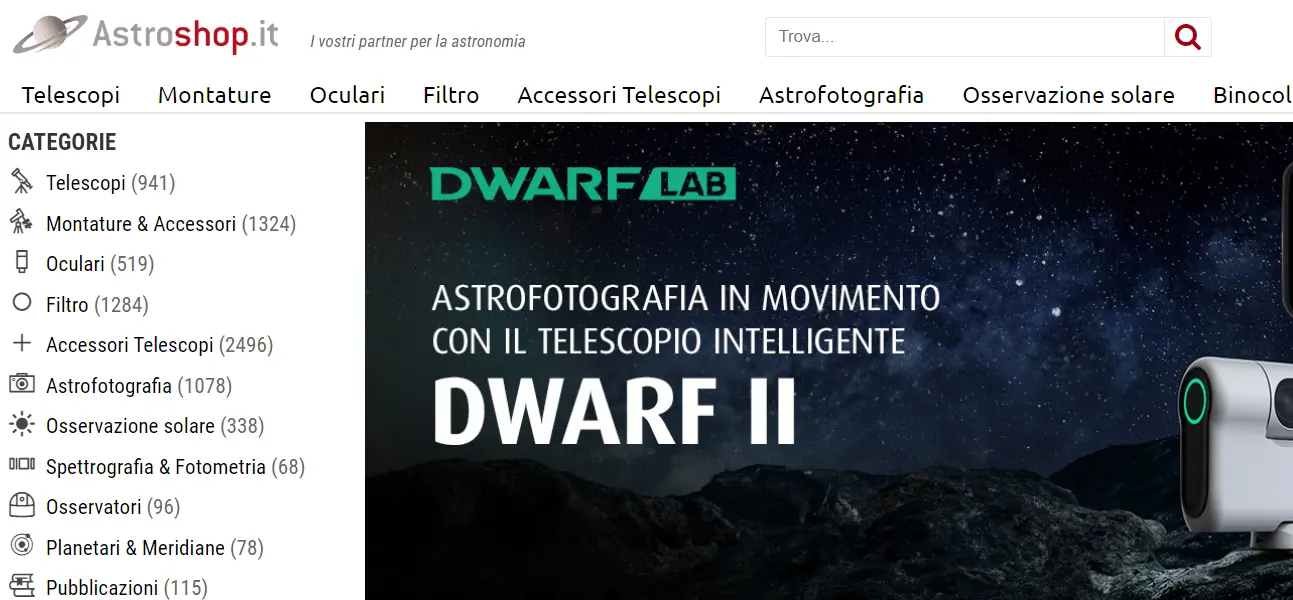 Astroshop.it
I vostri partner per la astronomia
Trova...
Telescopi Montature Oculari Filtro Accessori Telescopi Astrofotografia Osservazione solare Binocol
CATEGORIE
Telescopi (941)
Montature & Accessori (1324)
Oculari (519)
Filtro (1284)
Accessori Telescopi (2496)
Astrofotografia (1078)
Osservazione solare (338)
Spettrografia & Fotometria (68)
Osservatori (96)
Planetari & Meridiane (78)
Pubblicazioni (115)
DWARFLAB
ASTROFOTOGRAFIA IN MOVIMENTO
CON IL TELESCOPIO INTELLIGENTE
DWARF II